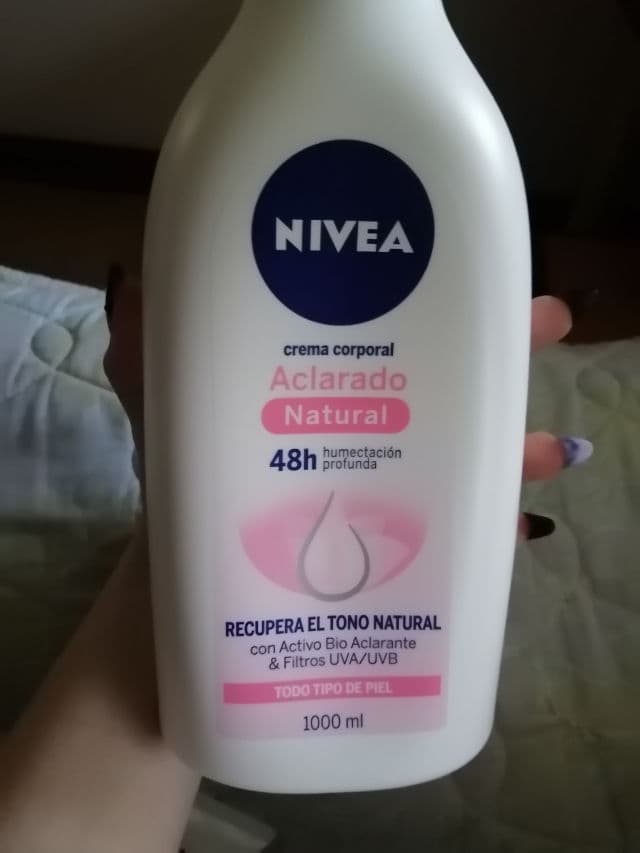 NIVEA
crema corporal
Aclarado
Natural
48h humectación
profunda
RECUPERA EL TONO NATURAL
con Activo Bio Aclarante
& Filtros UVA/UVB
TODO TIPO DE PIEL
1000 ml